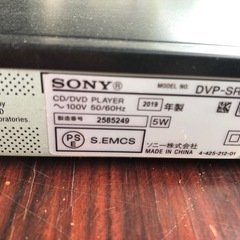 SONY®
MODEL NO. DVP-SR
CD/DVD PLAYER
～100V 50/60Hz
2019 年製
製造番号 2585249 5W
PS E
S.EMCS
ソニー株式会社
MADE IN CHINA 4-425-212-01